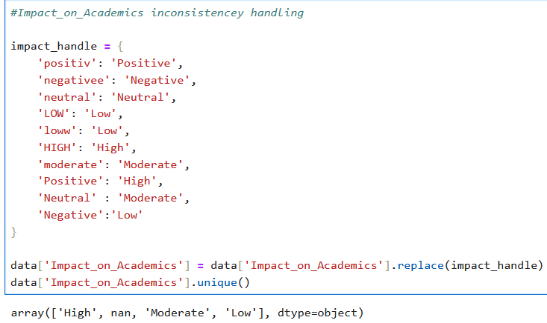 #Impact_on_Academics inconsistencey handling
impact_handle = {
    'positiv': 'Positive',
    'negativee': 'Negative',
    'neutral': 'Neutral',
    'LOW': 'Low',
    'loww': 'Low',
    'HIGH': 'High',
    'moderate': 'Moderate',
    'Positive': 'High',
    'Neutral' : 'Moderate',
    'Negative':'Low'
}
data['Impact_on_Academics'] = data['Impact_on_Academics'].replace(impact_handle)
data['Impact_on_Academics'].unique()
array(['High', nan, 'Moderate', 'Low'], dtype=object)